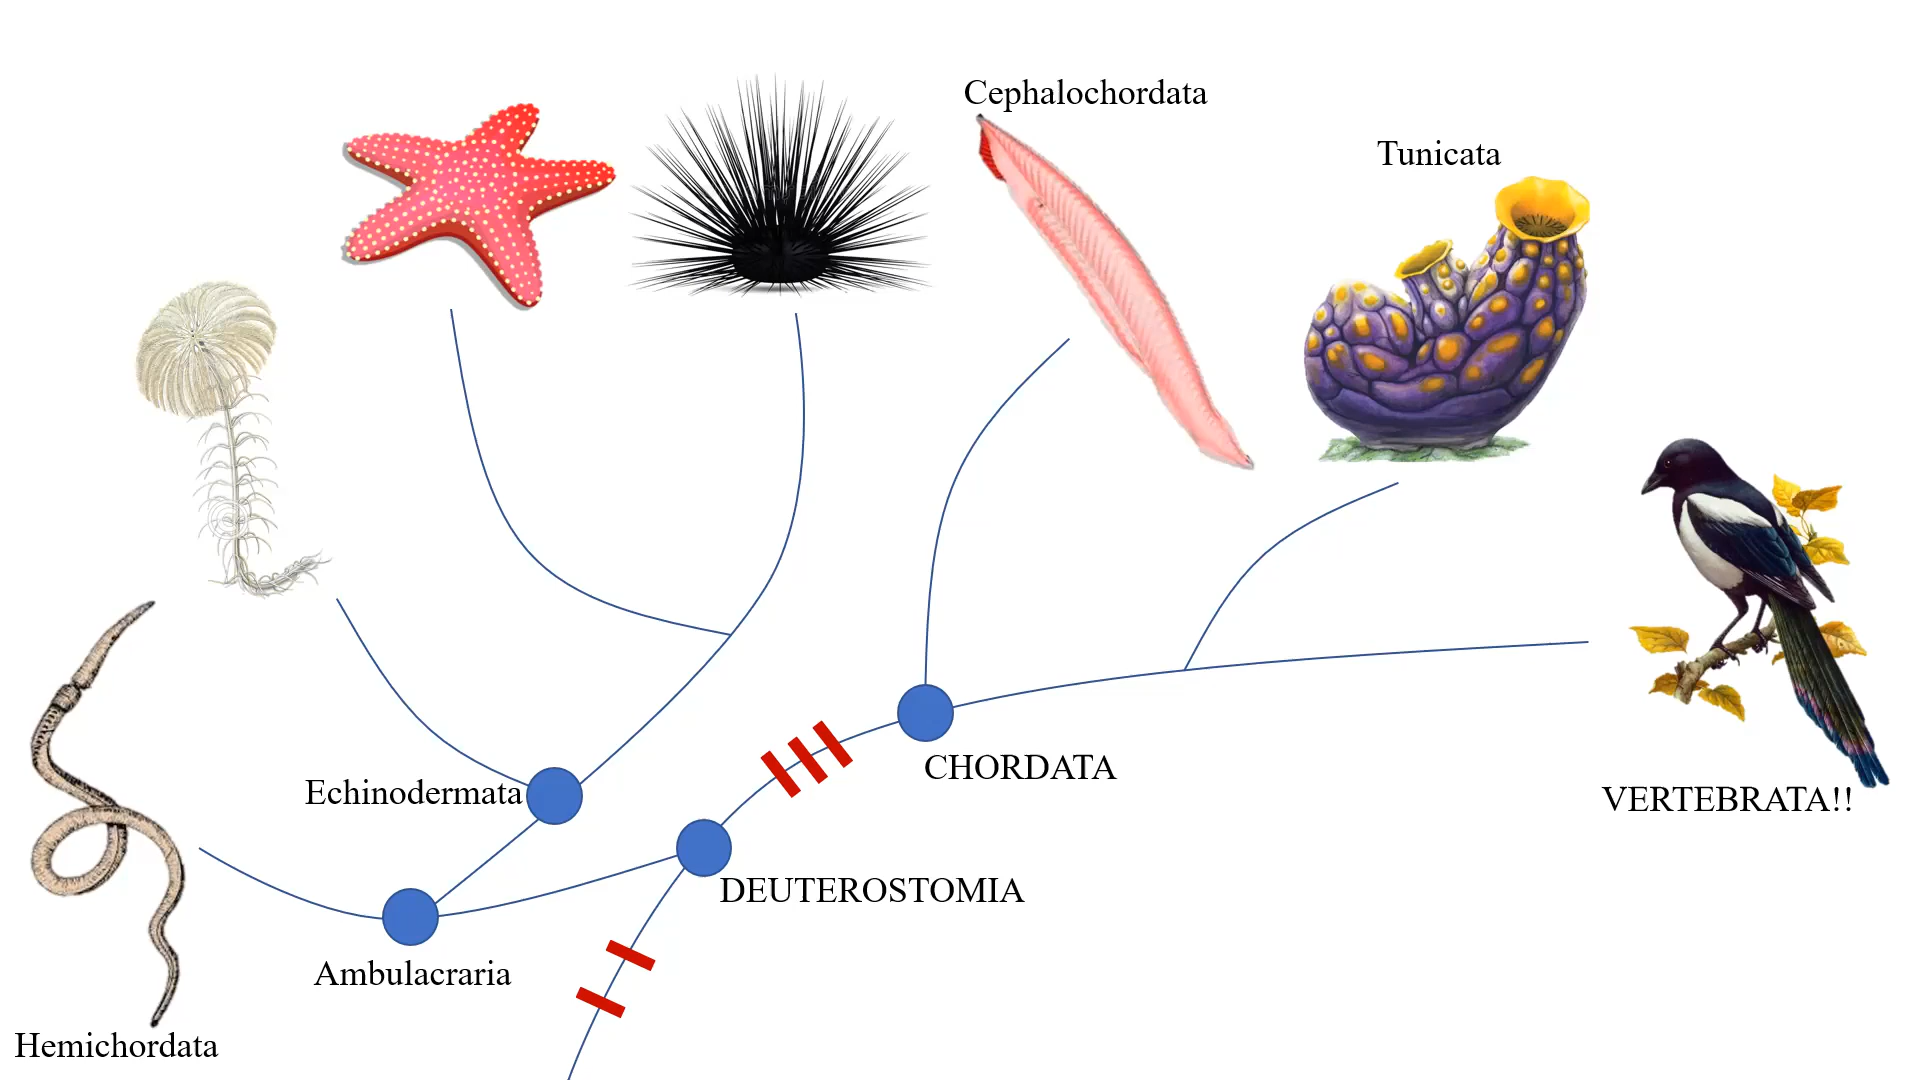 Cephalochordata
Tunicata
Echinodermata
CHORDATA
VERTEBRATA!!
DEUTEROSTOMIA
Ambulacraria
Hemichordata